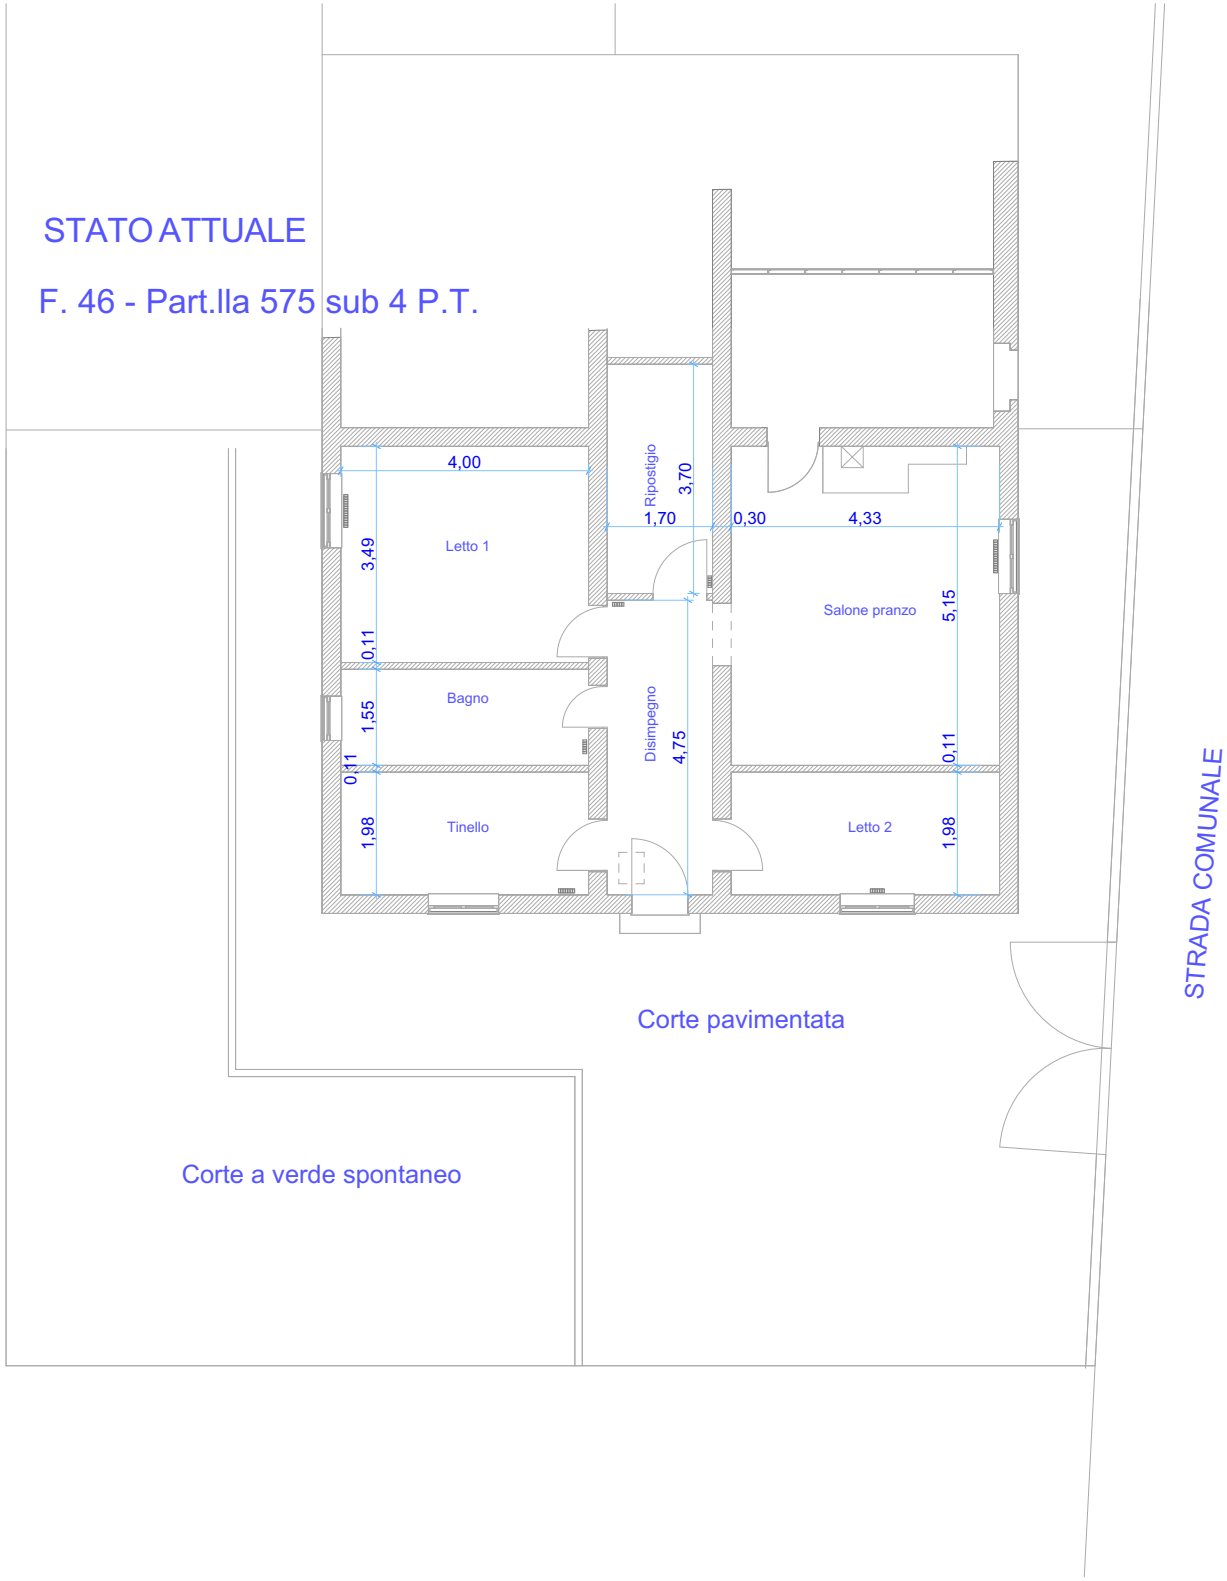 STATO ATTUALE
F. 46 - Part.lla 575 sub 4 P.T.
4,00
3,49
Letto 1
0,11
Ripostigio
3,70
1,70
0,30
4,33
Salone pranzo
5,15
0,11
Bagno
1,55
0,11
Disimpegno
4,75
Tinello
1,98
Letto 2
1,98
STRADA COMUNALE
Corte pavimentata
Corte a verde spontaneo